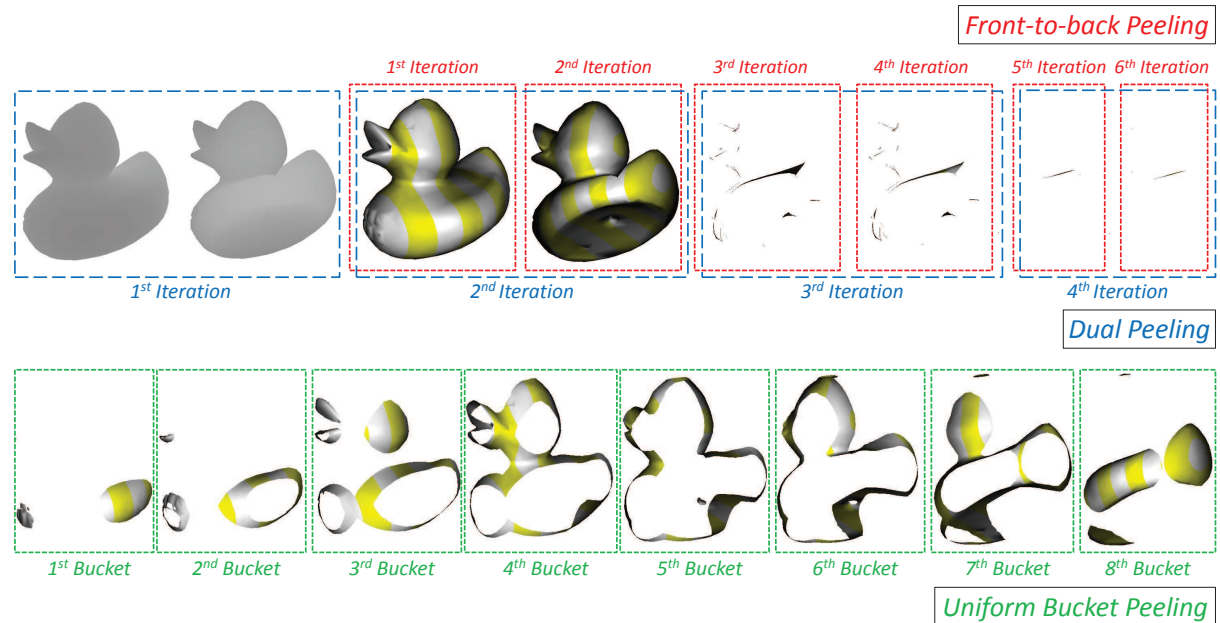 Front-to-back Peeling
1st Iteration 2nd Iteration 3rd Iteration 4th Iteration 5th Iteration 6th Iteration
1st Iteration 2nd Iteration 3rd Iteration 4th Iteration
Dual Peeling
1st Bucket 2nd Bucket 3rd Bucket 4th Bucket 5th Bucket 6th Bucket 7th Bucket 8th Bucket
Uniform Bucket Peeling